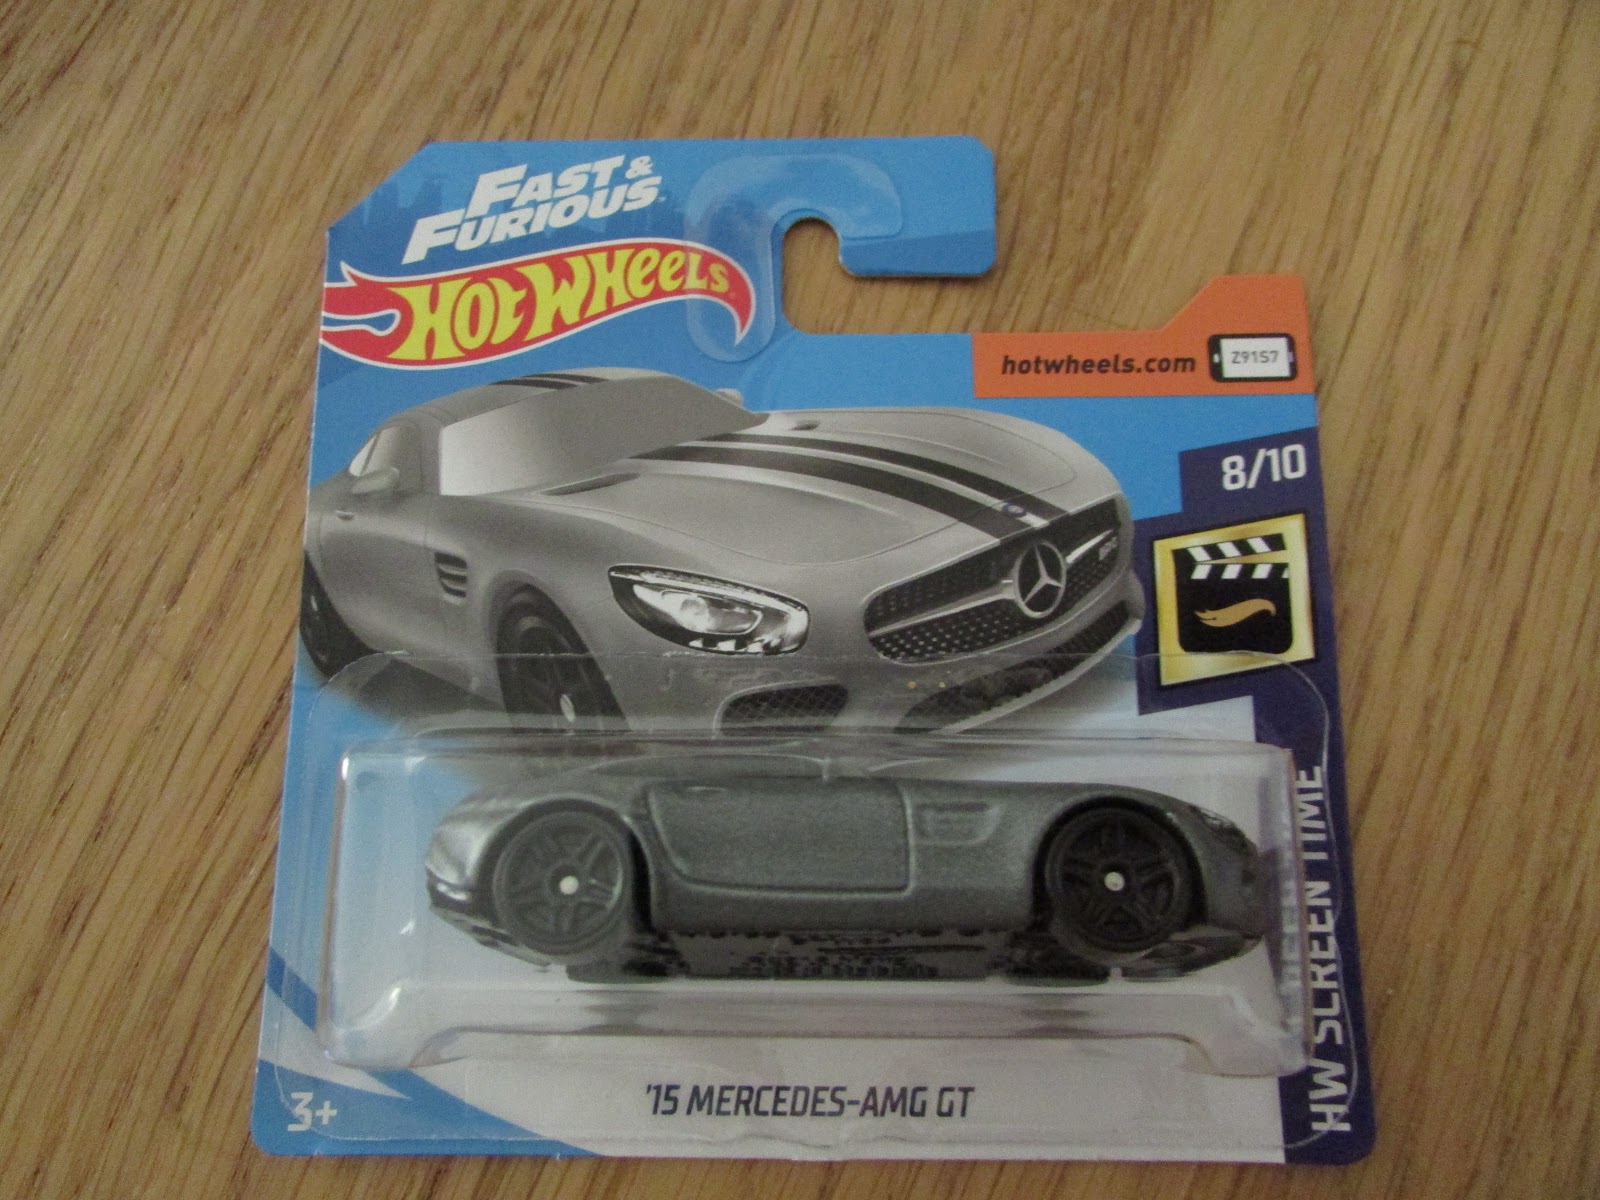 FAST &
FURIOUS
Hot Wheels
hotwheels.com
Z91S7
8/10
HW SCREEN TIME
'15 MERCEDES-AMG GT
3+